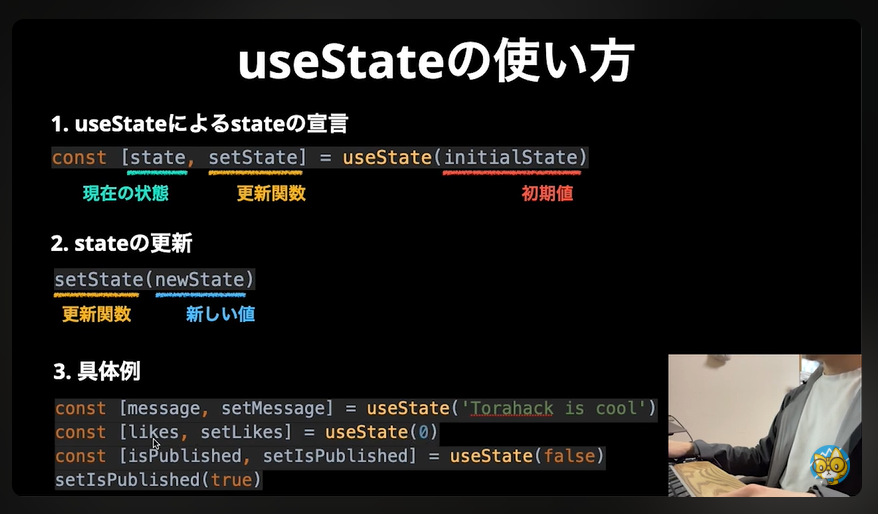 useStateの使い方
1. useStateによるstateの宣言
const [state, setState] = useState(initialState)
現在の状態 更新関数 初期値
2. stateの更新
setState(newState)
更新関数 新しい値
3. 具体例
const [message, setMessage] = useState('Torahack is cool')
const [likes, setLikes] = useState(0)
const [isPublished, setIsPublished] = useState(false)
setIsPublished(true)